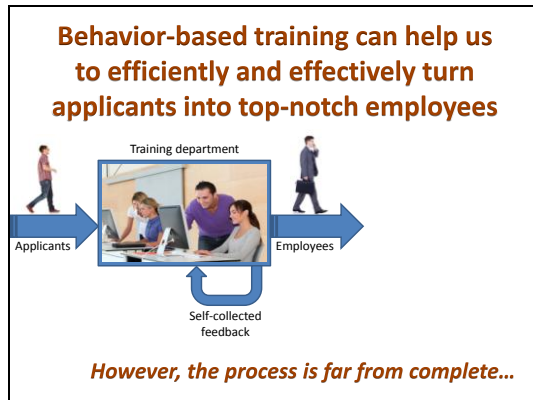 Behavior-based training can help us
to efficiently and effectively turn
applicants into top-notch employees
Training department
Applicants
Employees
Self-collected
feedback
However, the process is far from complete…